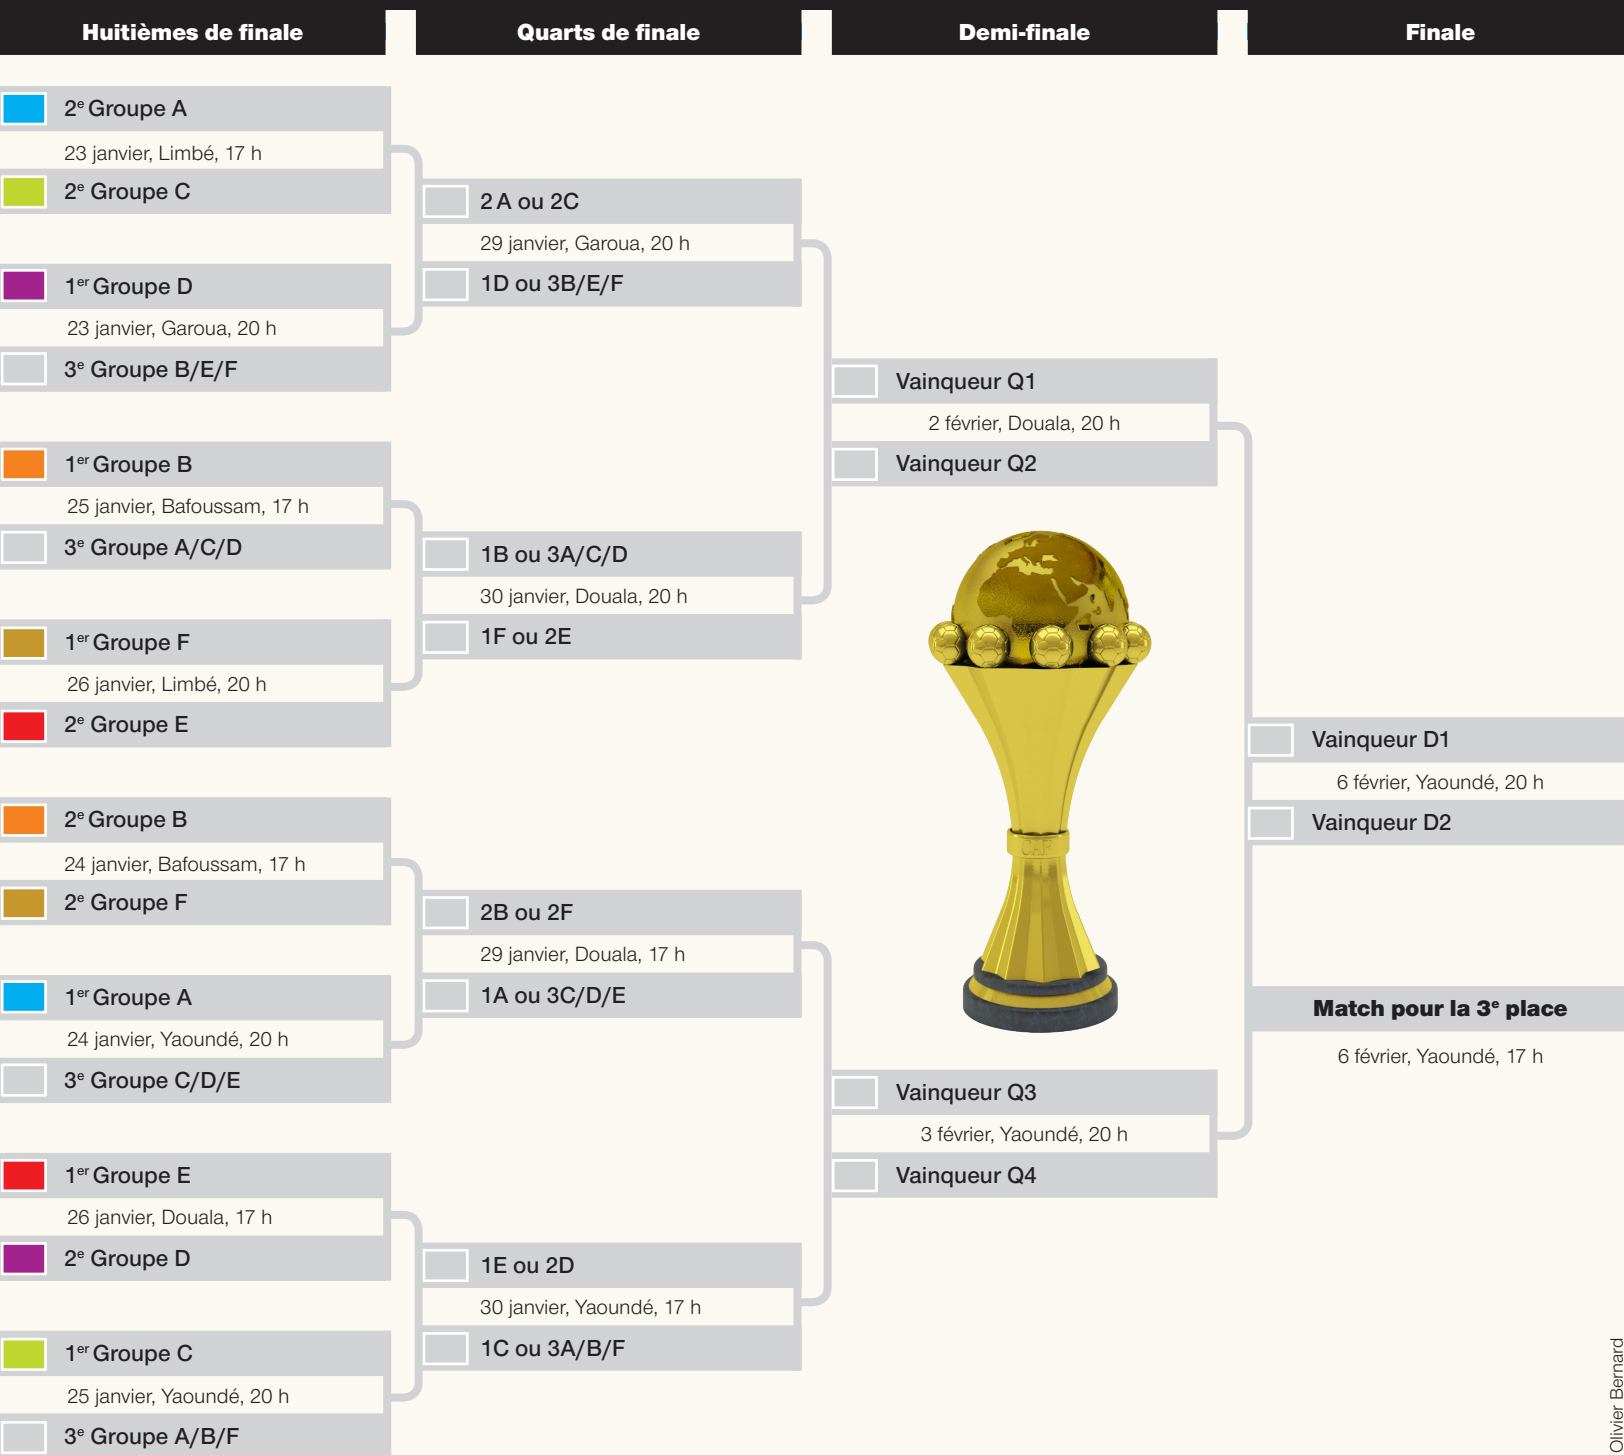 Huitièmes de finale
Quarts de finale
Demi-finale
Finale
2e Groupe A
23 janvier, Limbé, 17 h
2e Groupe C
1er Groupe D
23 janvier, Garoua, 20 h
3e Groupe B/E/F
1er Groupe B
25 janvier, Bafoussam, 17 h
3e Groupe A/C/D
1er Groupe F
26 janvier, Limbé, 20 h
2e Groupe E
2e Groupe B
24 janvier, Bafoussam, 17 h
2e Groupe F
1er Groupe A
24 janvier, Yaoundé, 20 h
3e Groupe C/D/E
1er Groupe E
26 janvier, Douala, 17 h
2e Groupe D
1er Groupe C
25 janvier, Yaoundé, 20 h
3e Groupe A/B/F
2 A ou 2C
29 janvier, Garoua, 20 h
1D ou 3B/E/F
1B ou 3A/C/D
30 janvier, Douala, 20 h
1F ou 2E
2B ou 2F
29 janvier, Douala, 17 h
1A ou 3C/D/E
1E ou 2D
30 janvier, Yaoundé, 17 h
1C ou 3A/B/F
Vainqueur Q1
2 février, Douala, 20 h
Vainqueur Q2
CAF
Vainqueur Q3
3 février, Yaoundé, 20 h
Vainqueur Q4
Vainqueur D1
6 février, Yaoundé, 20 h
Vainqueur D2
Match pour la 3e place
6 février, Yaoundé, 17 h
Olivier Bernard